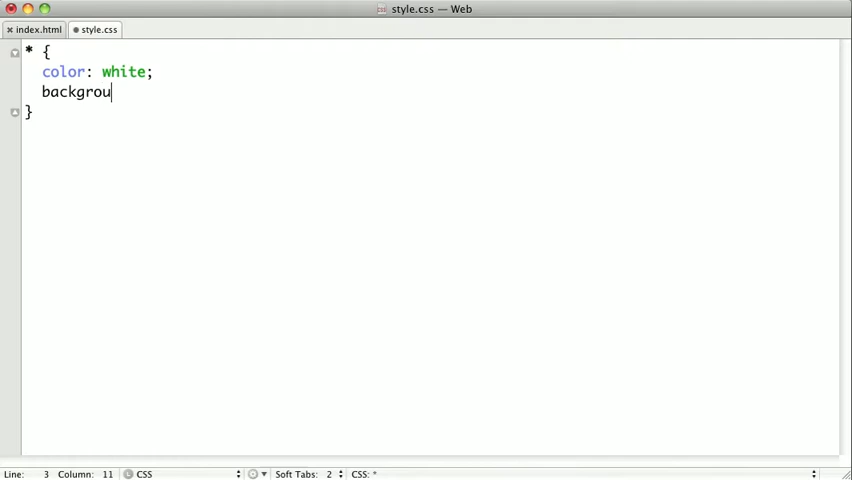 style.css — Web
index.html style.css
* {
color: white;
backgrou
}
Line: 3 Column: 11 CSS Soft Tabs: 2 CSS: *